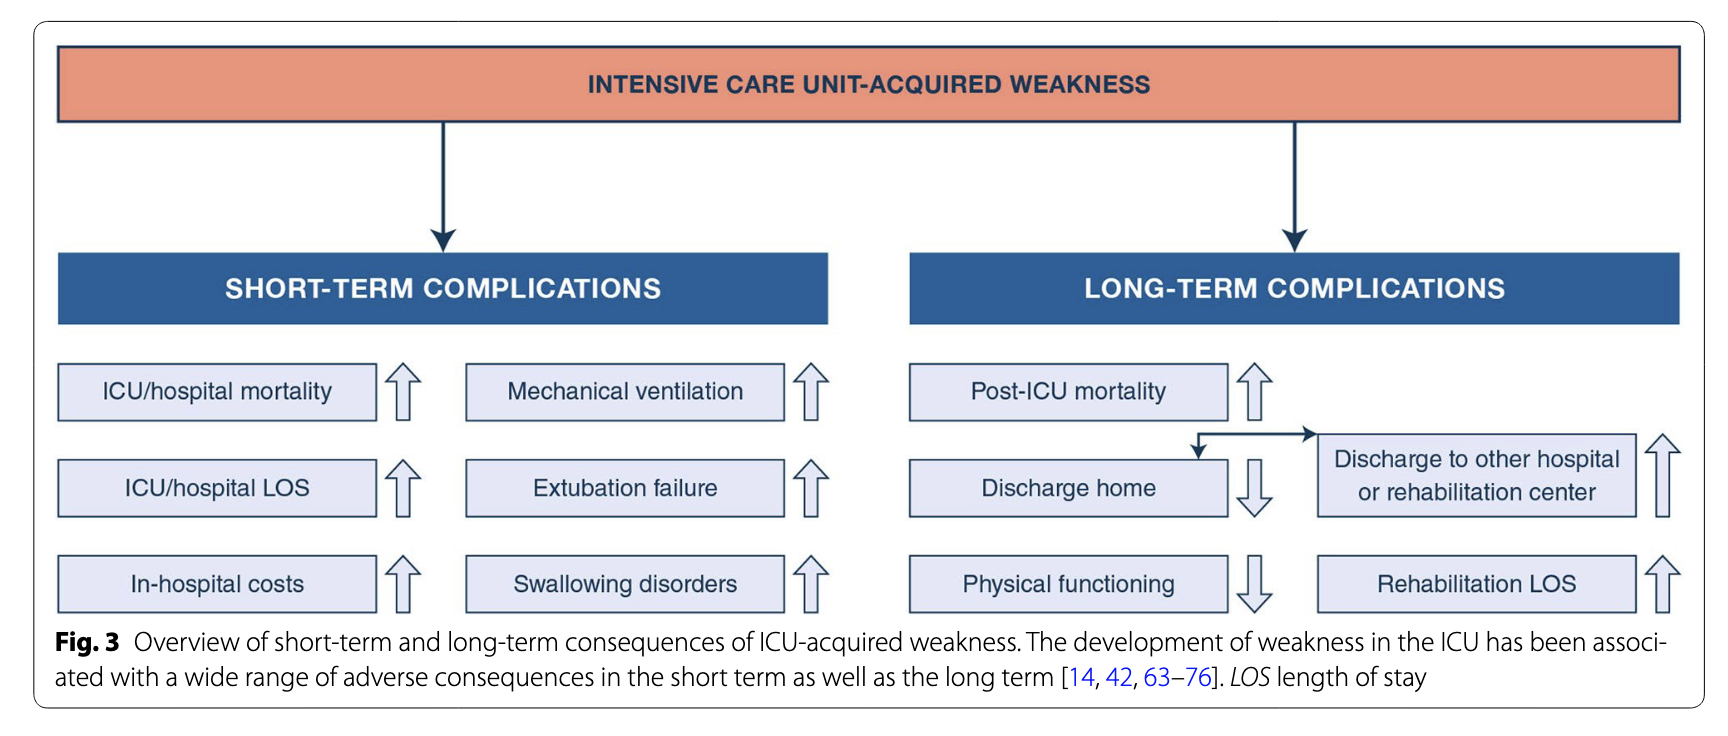 INTENSIVE CARE UNIT-ACQUIRED WEAKNESS
SHORT-TERM COMPLICATIONS
ICU/hospital mortality
Mechanical ventilation
ICU/hospital LOS
Extubation failure
In-hospital costs
Swallowing disorders
LONG-TERM COMPLICATIONS
Post-ICU mortality
Discharge home
Discharge to other hospital
or rehabilitation center
Physical functioning
Rehabilitation LOS
Fig. 3 Overview of short-term and long-term consequences of ICU-acquired weakness. The development of weakness in the ICU has been associ-
ated with a wide range of adverse consequences in the short term as well as the long term [14, 42, 63–76]. LOS length of stay